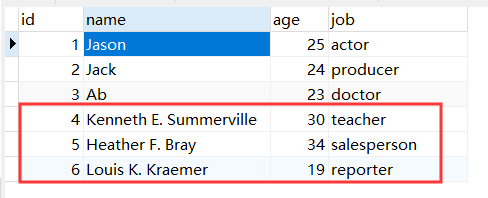 id name age job
1 Jason 25 actor
2 Jack 24 producer
3 Ab 23 doctor
4 Kenneth E. Summerville 30 teacher
5 Heather F. Bray 34 salesperson
6 Louis K. Kraemer 19 reporter